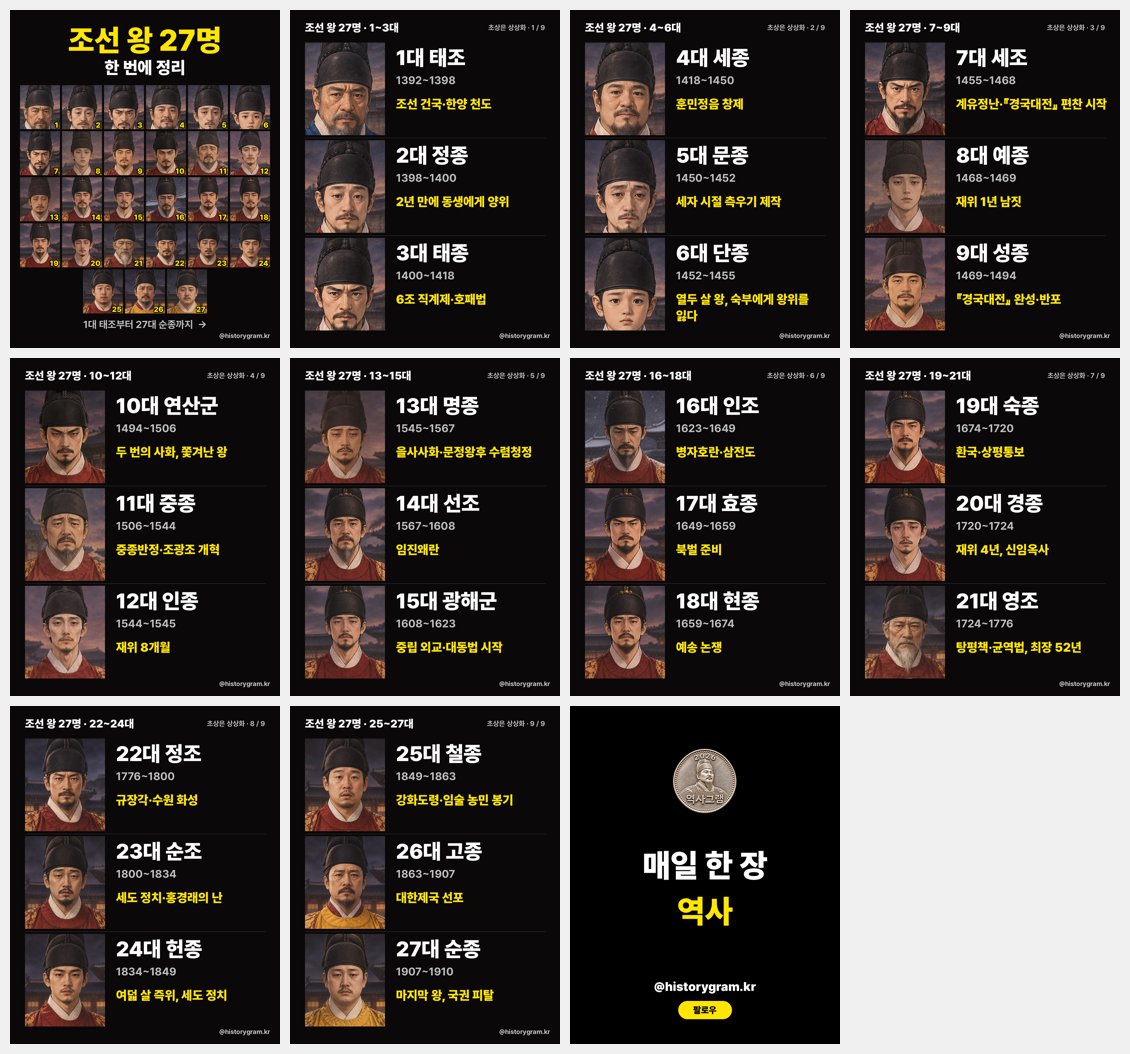 조선 왕 27명
한 번에 정리
1 2 3 4 5 6
7 8 9 10 11 12
13 14 15 16 17 18
19 20 21 22 23 24
25 26 27
1대 태조부터 27대 순종까지 →
@historygram.kr
조선 왕 27명 · 1~3대
초상은 상상화 · 1 / 9
1대 태조
1392~1398
조선 건국·한양 천도
2대 정종
1398~1400
2년 만에 동생에게 양위
3대 태종
1400~1418
6조 직계제·호패법
@historygram.kr
조선 왕 27명 · 4~6대
초상은 상상화 · 2 / 9
4대 세종
1418~1450
훈민정음 창제
5대 문종
1450~1452
세자 시절 측우기 제작
6대 단종
1452~1455
열두 살 왕, 숙부에게 왕위를
잃다
@historygram.kr
조선 왕 27명 · 7~9대
초상은 상상화 · 3 / 9
7대 세조
1455~1468
계유정난·『경국대전』 편찬 시작
8대 예종
1468~1469
재위 1년 남짓
9대 성종
1469~1494
『경국대전』 완성·반포
@historygram.kr
조선 왕 27명 · 10~12대
초상은 상상화 · 4 / 9
10대 연산군
1494~1506
두 번의 사화, 쫓겨난 왕
11대 중종
1506~1544
중종반정·조광조 개혁
12대 인종
1544~1545
재위 8개월
@historygram.kr
조선 왕 27명 · 13~15대
초상은 상상화 · 5 / 9
13대 명종
1545~1567
을사사화·문정왕후 수렴청정
14대 선조
1567~1608
임진왜란
15대 광해군
1608~1623
중립 외교·대동법 시작
@historygram.kr
조선 왕 27명 · 16~18대
초상은 상상화 · 6 / 9
16대 인조
1623~1649
병자호란·삼전도
17대 효종
1649~1659
북벌 준비
18대 현종
1659~1674
예송 논쟁
@historygram.kr
조선 왕 27명 · 19~21대
초상은 상상화 · 7 / 9
19대 숙종
1674~1720
환국·상평통보
20대 경종
1720~1724
재위 4년, 신임옥사
21대 영조
1724~1776
탕평책·균역법, 최장 52년
@historygram.kr
조선 왕 27명 · 22~24대
초상은 상상화 · 8 / 9
22대 정조
1776~1800
규장각·수원 화성
23대 순조
1800~1834
세도 정치·홍경래의 난
24대 헌종
1834~1849
여덟 살 즉위, 세도 정치
@historygram.kr
조선 왕 27명 · 25~27대
초상은 상상화 · 9 / 9
25대 철종
1849~1863
강화도령·임술 농민 봉기
26대 고종
1863~1907
대한제국 선포
27대 순종
1907~1910
마지막 왕, 국권 피탈
@historygram.kr
2026
역사그램
매일 한 장
역사
@historygram.kr
팔로우